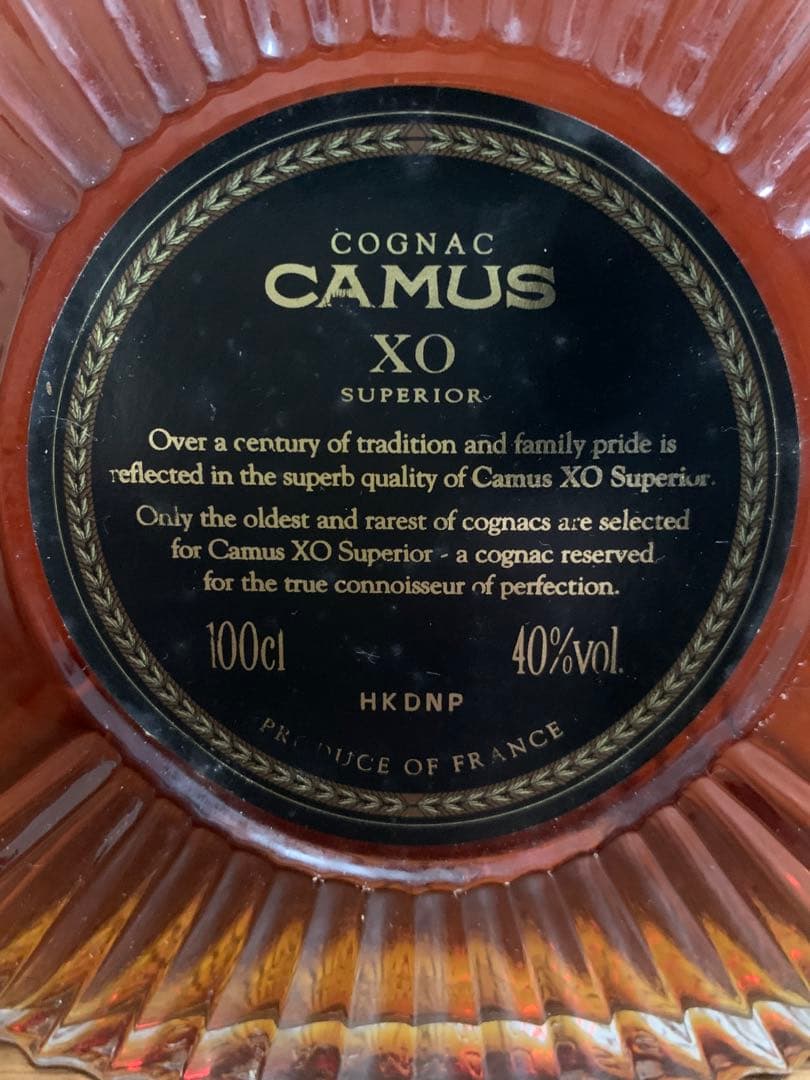 COGNAC
CAMUS
XO
SUPERIOR
Over a century of tradition and family pride is
reflected in the superb quality of Camus XO Superior.
Only the oldest and rarest of cognacs are selected
for Camus XO Superior - a cognac reserved
for the true connoisseur of perfection.
100cl 40%vol.
HKDNP
PRODUCE OF FRANCE